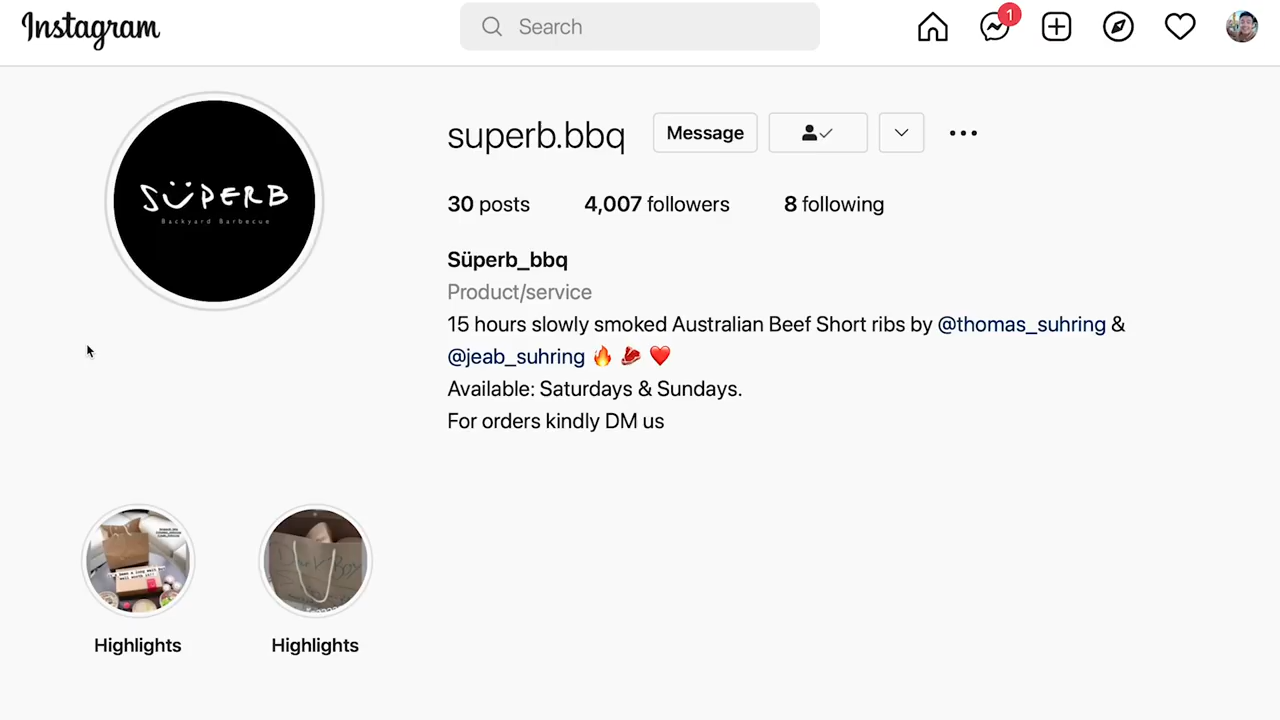 Instagram
Search
1
superb.bbq
Message
30 posts
4,007 followers
8 following
SÜPERB
Backyard Barbecue
Süperb_bbq
Product/service
15 hours slowly smoked Australian Beef Short ribs by @thomas_suhring &
@jeab_suhring 🔥 🥩 ❤️
Available: Saturdays & Sundays.
For orders kindly DM us
Highlights
Highlights